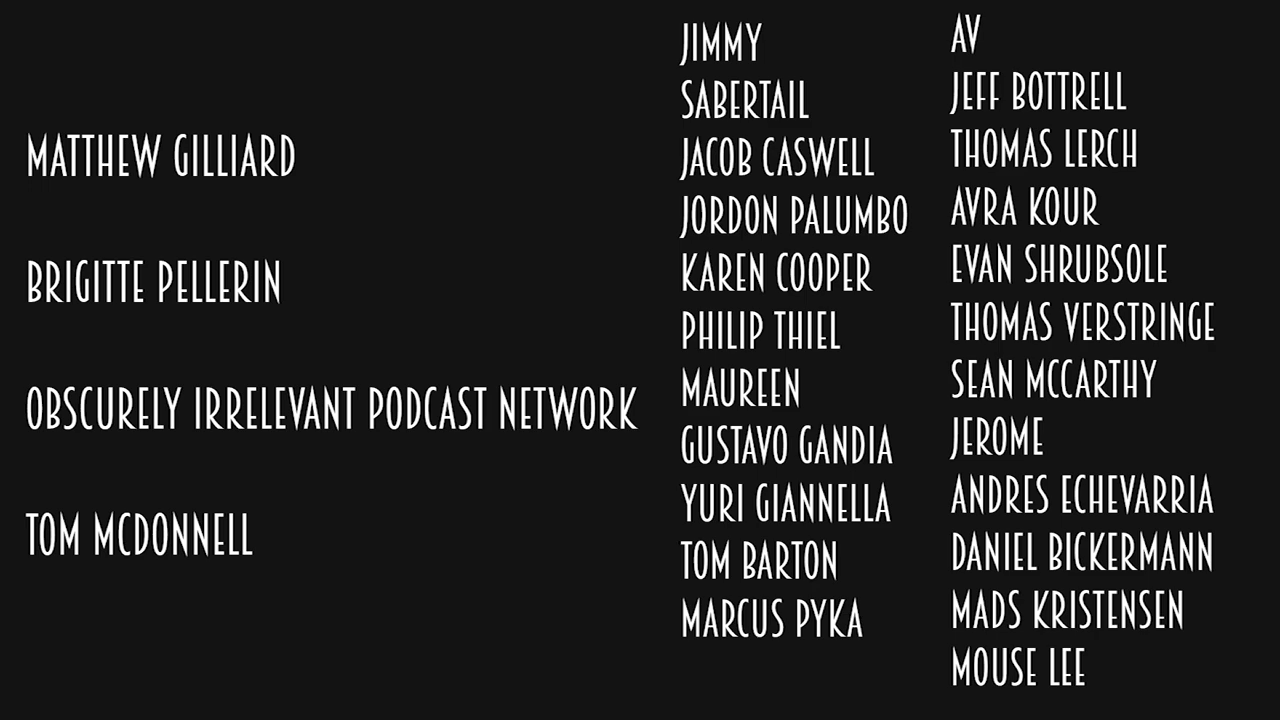 MATTHEW GILLIARD
BRIGITTE PELLERIN
OBSCURELY IRRELEVANT PODCAST NETWORK
TOM MCDONNELL
JIMMY
SABERTAIL
JACOB CASWELL
JORDON PALUMBO
KAREN COOPER
PHILIP THIEL
MAUREEN
GUSTAVO GANDIA
YURI GIANNELLA
TOM BARTON
MARCUS PYKA
AV
JEFF BOTTRELL
THOMAS LERCH
AVRA KOUR
EVAN SHRUBSOLE
THOMAS VERSTRINGE
SEAN MCCARTHY
JEROME
ANDRES ECHEVARRIA
DANIEL BICKERMANN
MADS KRISTENSEN
MOUSE LEE